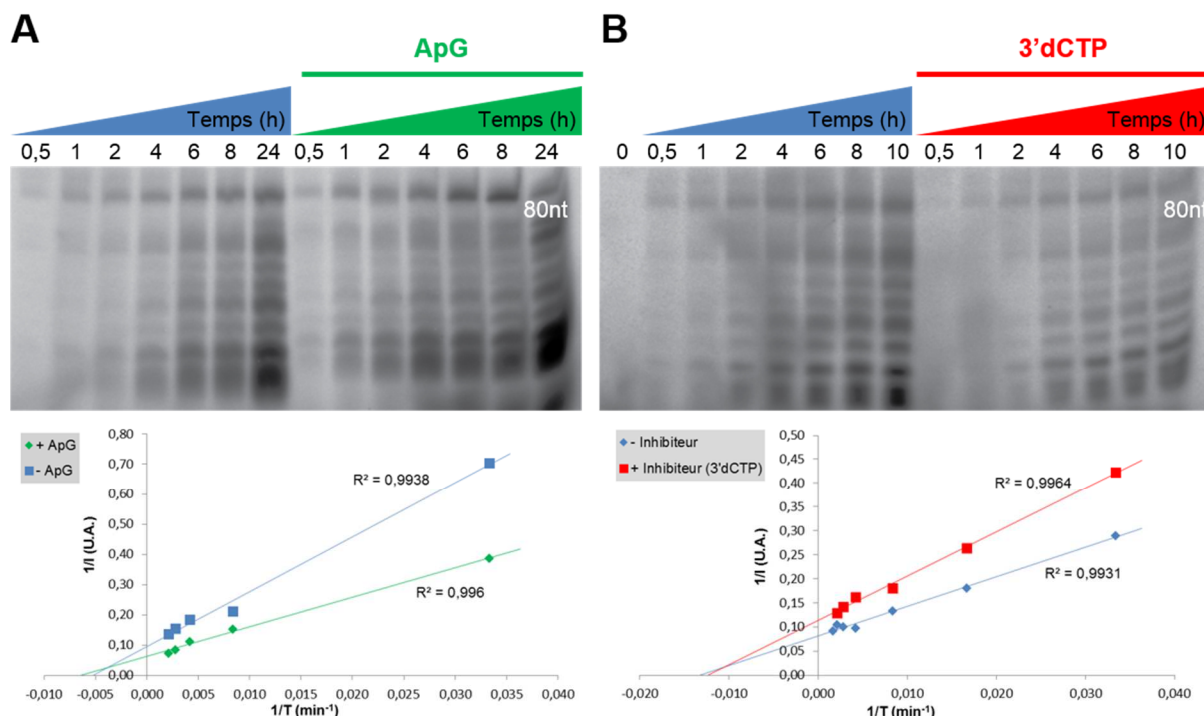 A
B
ApG
3'dCTP
Temps (h)
Temps (h)
Temps (h)
Temps (h)
0,5 1 2 4 6 8 24 0,5 1 2 4 6 8 24
0 0,5 1 2 4 6 8 10 0,5 1 2 4 6 8 10
80nt
80nt
+ ApG
- ApG
1/I (U.A.)
0,80
0,70
0,60
0,50
0,40
0,30
0,20
0,10
0,00
R² = 0,9938
R² = 0,996
-0,010 -0,005 0,000 0,005 0,010 0,015 0,020 0,025 0,030 0,035 0,040
1/T (min⁻¹)
- Inhibiteur
+ Inhibiteur (3'dCTP)
1/I (U.A.)
0,50
0,45
0,40
0,35
0,30
0,25
0,20
0,15
0,10
0,05
0,00
R² = 0,9964
R² = 0,9931
-0,020 -0,010 0,000 0,010 0,020 0,030 0,040
1/T (min⁻¹)